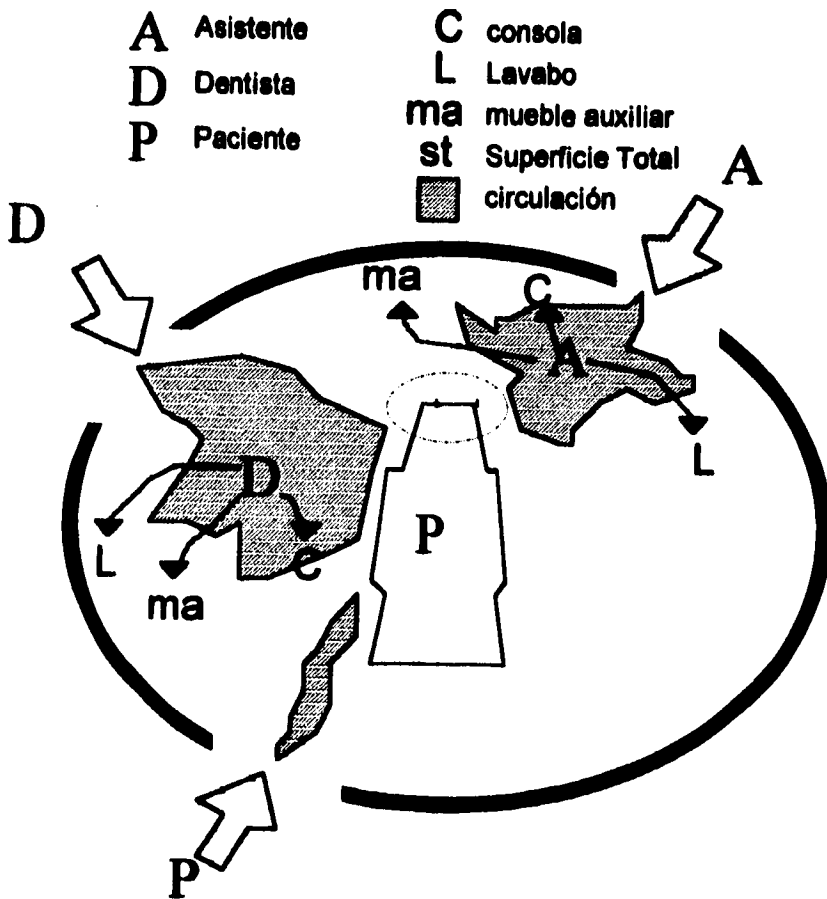 A Asistente
D Dentista
P Paciente
C consola
L Lavabo
ma mueble auxiliar
st Superficie Total
circulación
A
D
ma
C
A
L
D
P
L
C
ma
P